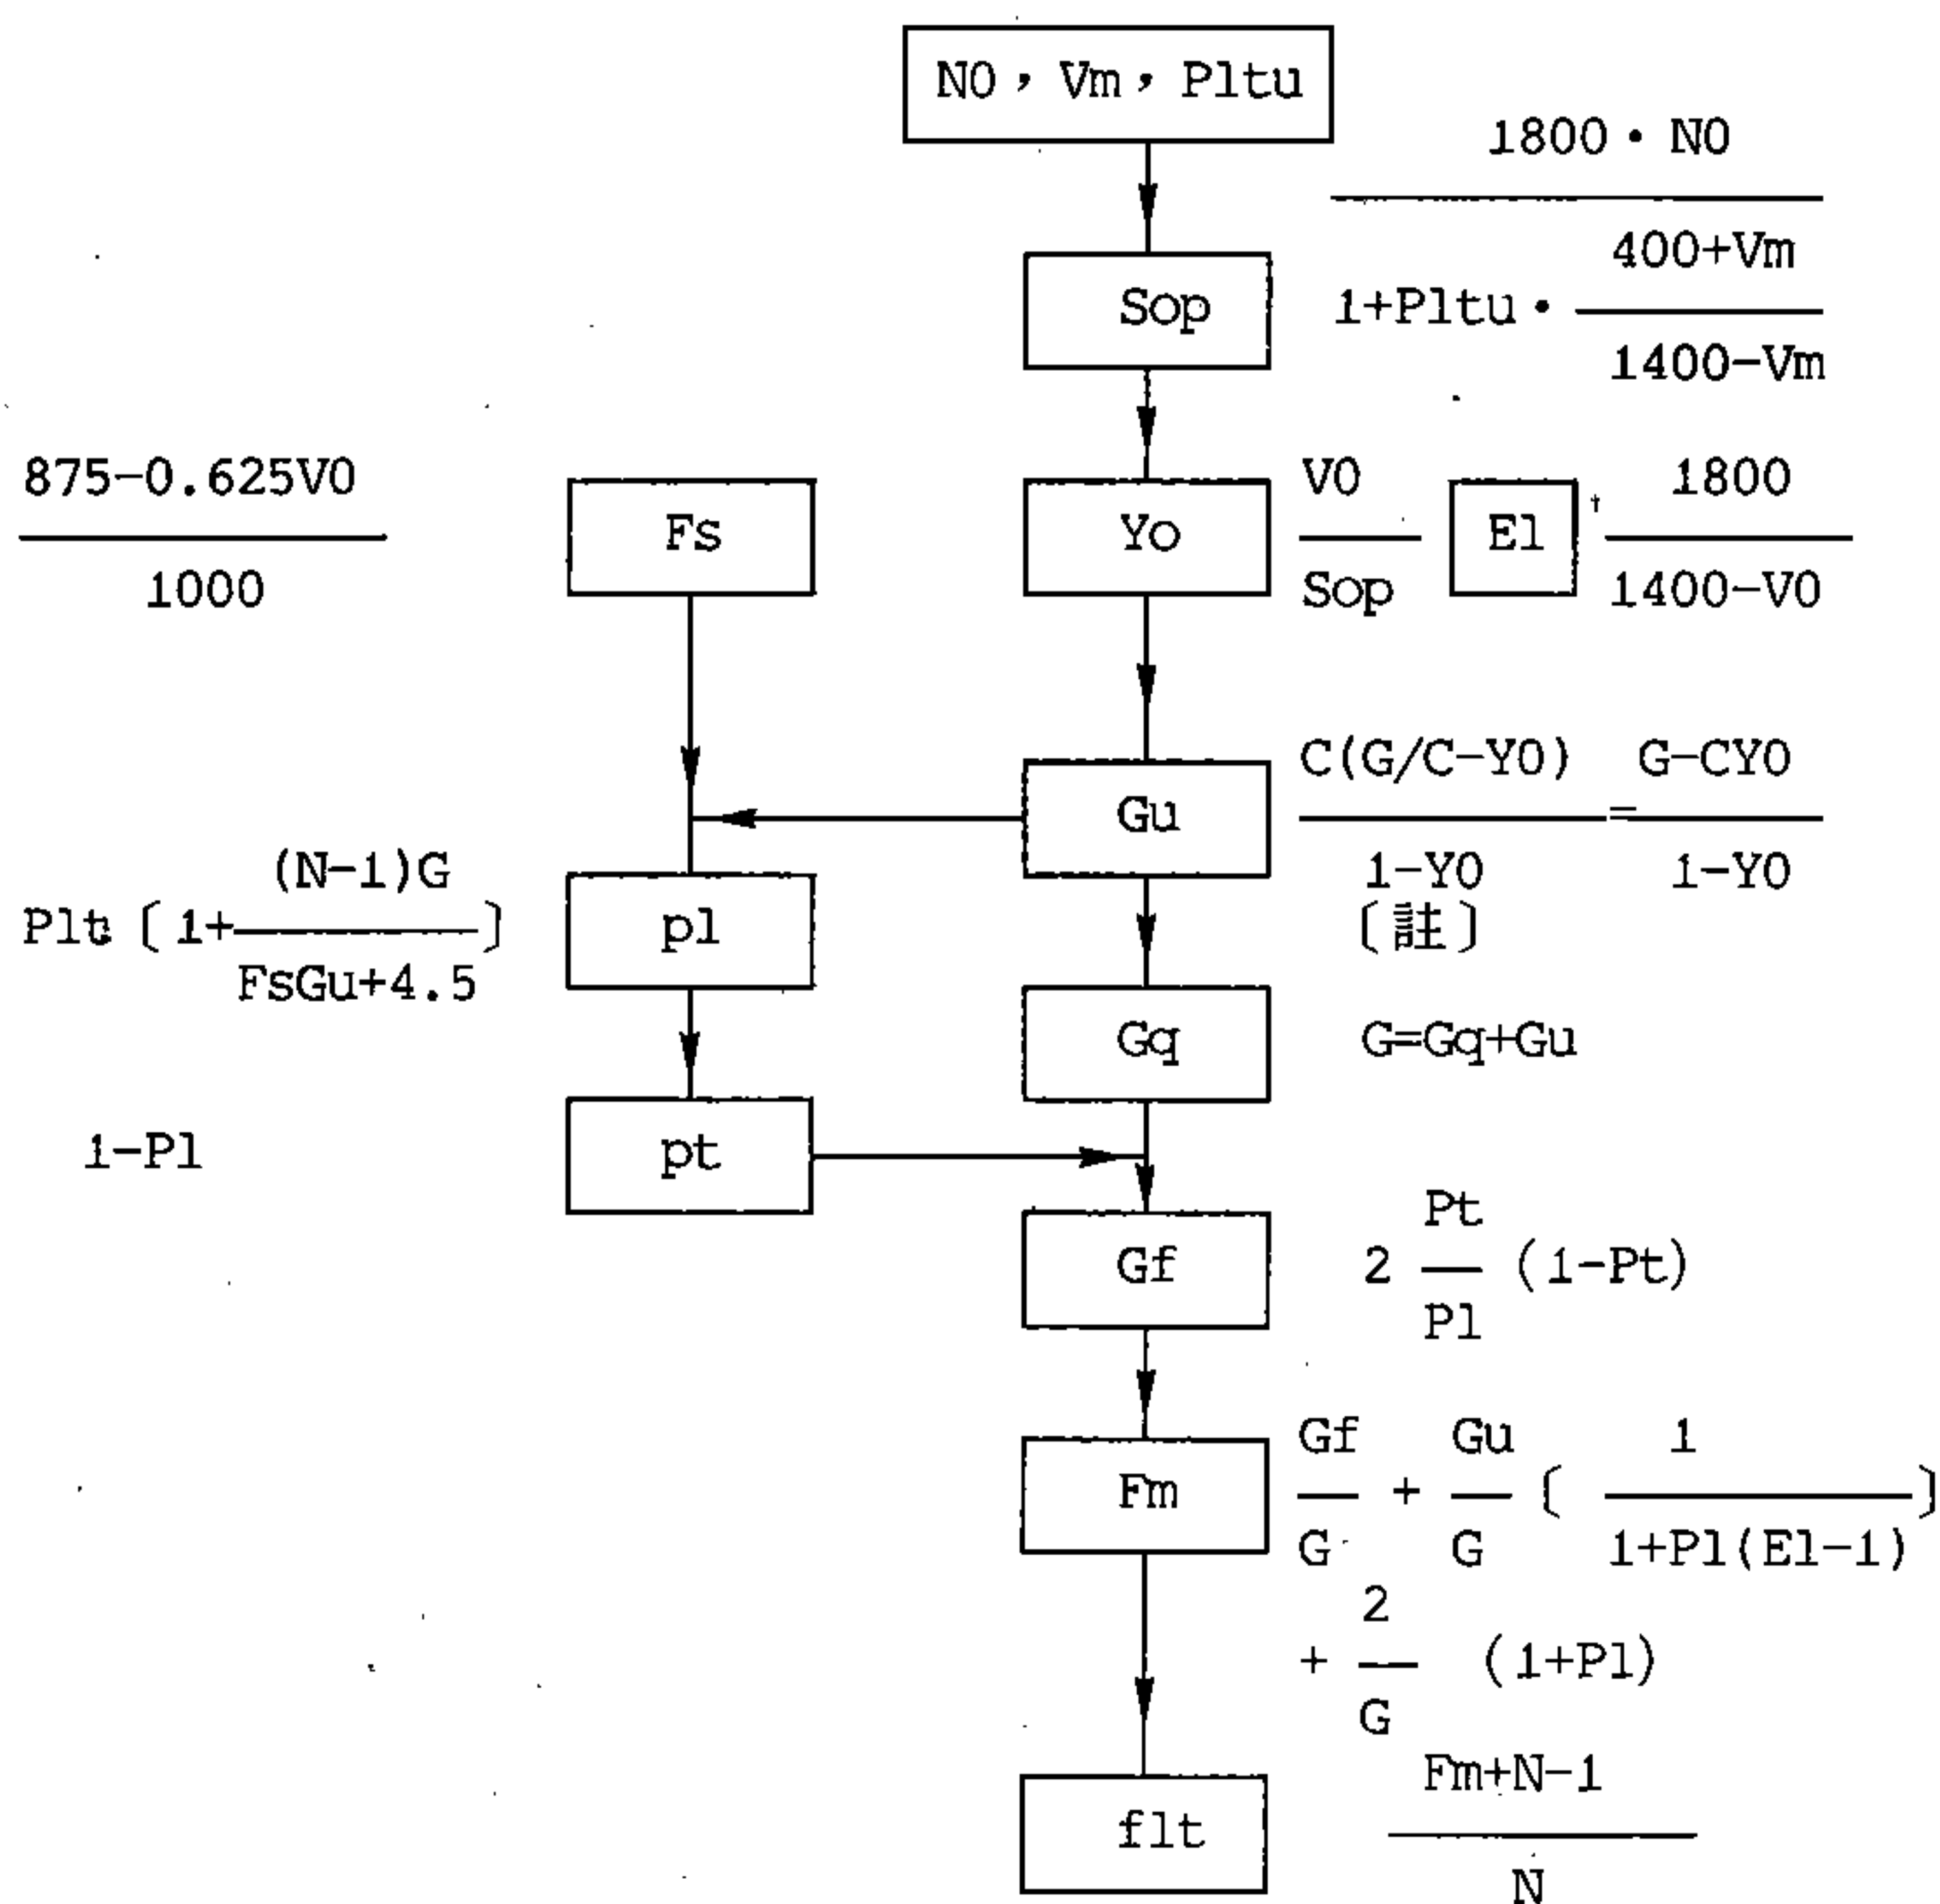 N0，Vm，Pltu
1800·N0
400+Vm
Sop
1+Pltu·
1400-Vm
875-0.625V0
1000
Fs
Yo
V0
Sop
El
1800
1400-V0
Gu
C(G/C-Y0)
=
G-CY0
1-Y0
1-Y0
〔註〕
(N-1)G
Plt〔1+
〕
FsGu+4.5
pl
Gq
G=Gq+Gu
1-Pl
pt
Gf
2
Pt
Pl
(1-Pt)
Fm
Gf
G
+
Gu
G
〔
1
1+Pl(El-1)
〕
+
2
G
(1+Pl)
flt
Fm+N-1
N